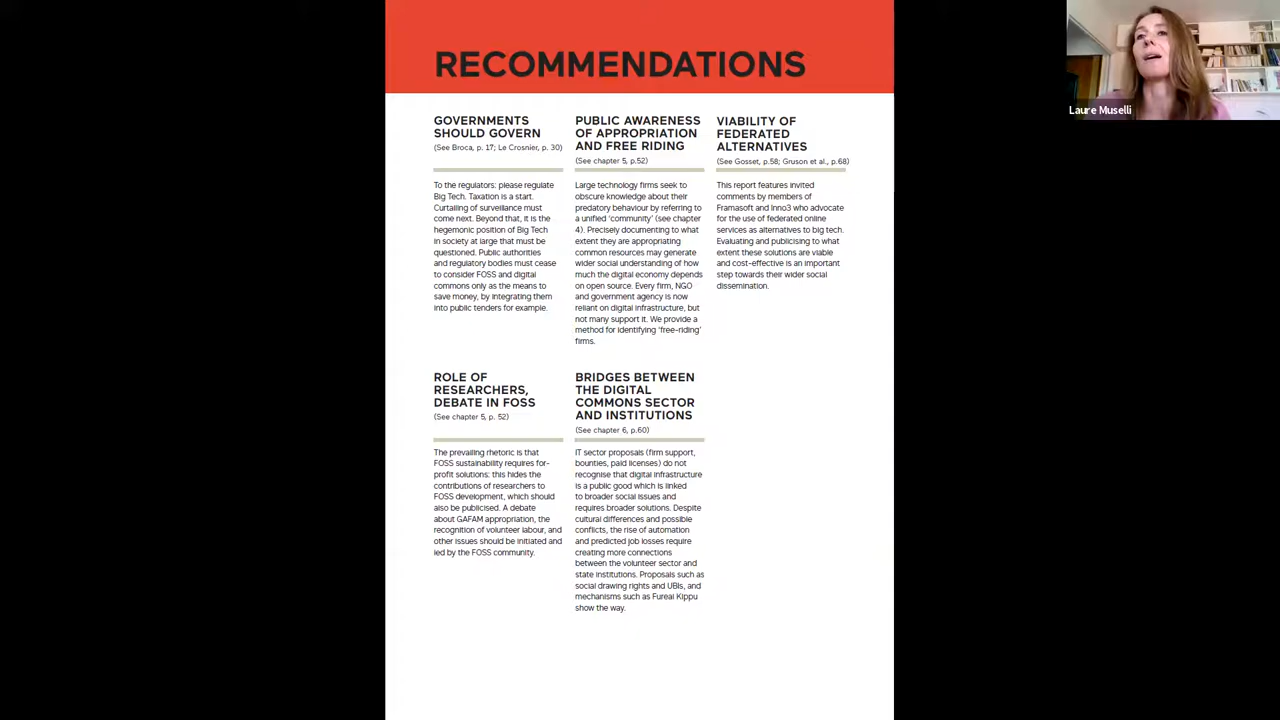 RECOMMENDATIONS
GOVERNMENTS
SHOULD GOVERN
(See Broca, p. 17; Le Crosnier, p. 30)
To the regulators: please regulate
Big Tech. Taxation is a start.
Curtailing of surveillance must
come next. Beyond that, it is the
hegemonic position of Big Tech
in society at large that must be
questioned. Public authorities
and regulatory bodies must cease
to consider FOSS and digital
commons only as the means to
save money, by integrating them
into public tenders for example.
PUBLIC AWARENESS
OF APPROPRIATION
AND FREE RIDING
(See chapter 5, p.52)
Large technology firms seek to
obscure knowledge about their
predatory behaviour by referring to
a unified ‘community’ (see chapter
4). Precisely documenting to what
extent they are appropriating
common resources may generate
wider social understanding of how
much the digital economy depends
on open source. Every firm, NGO
and government agency is now
reliant on digital infrastructure, but
not many support it. We provide a
method for identifying ‘free-riding’
firms.
VIABILITY OF
FEDERATED
ALTERNATIVES
(See Gosset, p.58; Gruson et al., p.68)
This report features invited
comments by members of
Framasoft and Inno3 who advocate
for the use of federated online
services as alternatives to big tech.
Evaluating and publicising to what
extent these solutions are viable
and cost-effective is an important
step towards their wider social
dissemination.
ROLE OF
RESEARCHERS,
DEBATE IN FOSS
(See chapter 5, p. 52)
The prevailing rhetoric is that
FOSS sustainability requires for-
profit solutions: this hides the
contributions of researchers to
FOSS development, which should
also be publicised. A debate
about GAFAM appropriation, the
recognition of volunteer labour, and
other issues should be initiated and
led by the FOSS community.
BRIDGES BETWEEN
THE DIGITAL
COMMONS SECTOR
AND INSTITUTIONS
(See chapter 6, p.60)
IT sector proposals (firm support,
bounties, paid licenses) do not
recognise that digital infrastructure
is a public good which is linked
to broader social issues and
requires broader solutions. Despite
cultural differences and possible
conflicts, the rise of automation
and predicted job losses require
creating more connections
between the volunteer sector and
state institutions. Proposals such as
social drawing rights and UBIs, and
mechanisms such as Fureai Kippu
show the way.
Laure Muselli